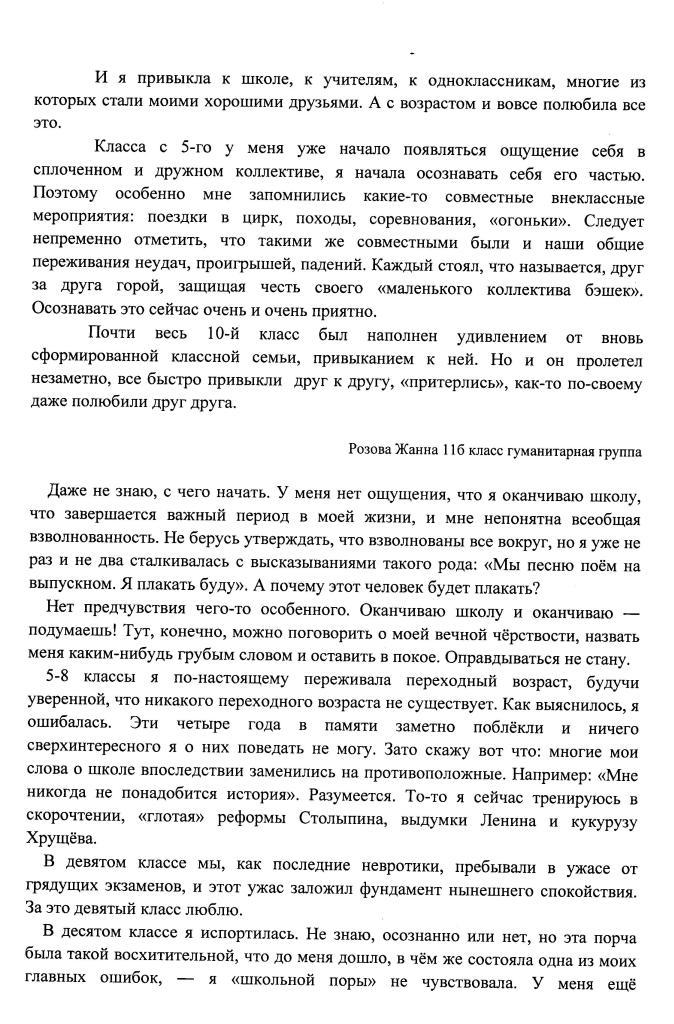 И я привыкла к школе, к учителям, к одноклассникам, многие из
которых стали моими хорошими друзьями. А с возрастом и вовсе полюбила все
это.
Класса с 5-го у меня уже начало появляться ощущение себя в
сплоченном и дружном коллективе, я начала осознавать себя его частью.
Поэтому особенно мне запомнились какие-то совместные внеклассные
мероприятия: поездки в цирк, походы, соревнования, «огоньки». Следует
непременно отметить, что такими же совместными были и наши общие
переживания неудач, проигрышей, падений. Каждый стоял, что называется, друг
за друга горой, защищая честь своего «маленького коллектива бэшек».
Осознавать это сейчас очень и очень приятно.
Почти весь 10-й класс был наполнен удивлением от вновь
сформированной классной семьи, привыканием к ней. Но и он пролетел
незаметно, все быстро привыкли друг к другу, «притерлись», как-то по-своему
даже полюбили друг друга.
Розова Жанна 11б класс гуманитарная группа
Даже не знаю, с чего начать. У меня нет ощущения, что я оканчиваю школу,
что завершается важный период в моей жизни, и мне непонятна всеобщая
взволнованность. Не берусь утверждать, что взволнованы все вокруг, но я уже не
раз и не два сталкивалась с высказываниями такого рода: «Мы песню поём на
выпускном. Я плакать буду». А почему этот человек будет плакать?
Нет предчувствия чего-то особенного. Оканчиваю школу и оканчиваю —
подумаешь! Тут, конечно, можно поговорить о моей вечной чёрствости, назвать
меня каким-нибудь грубым словом и оставить в покое. Оправдываться не стану.
5-8 классы я по-настоящему переживала переходный возраст, будучи
уверенной, что никакого переходного возраста не существует. Как выяснилось, я
ошибалась. Эти четыре года в памяти заметно поблёкли и ничего
сверхинтересного я о них поведать не могу. Зато скажу вот что: многие мои
слова о школе впоследствии заменились на противоположные. Например: «Мне
никогда не понадобится история». Разумеется. То-то я сейчас тренируюсь в
скорочтении, «глотая» реформы Столыпина, выдумки Ленина и кукурузу
Хрущёва.
В девятом классе мы, как последние невротики, пребывали в ужасе от
грядущих экзаменов, и этот ужас заложил фундамент нынешнего спокойствия.
За это девятый класс люблю.
В десятом классе я испортилась. Не знаю, осознанно или нет, но эта порча
была такой восхитительной, что до меня дошло, в чём же состояла одна из моих
главных ошибок, — я «школьной поры» не чувствовала. У меня ещё